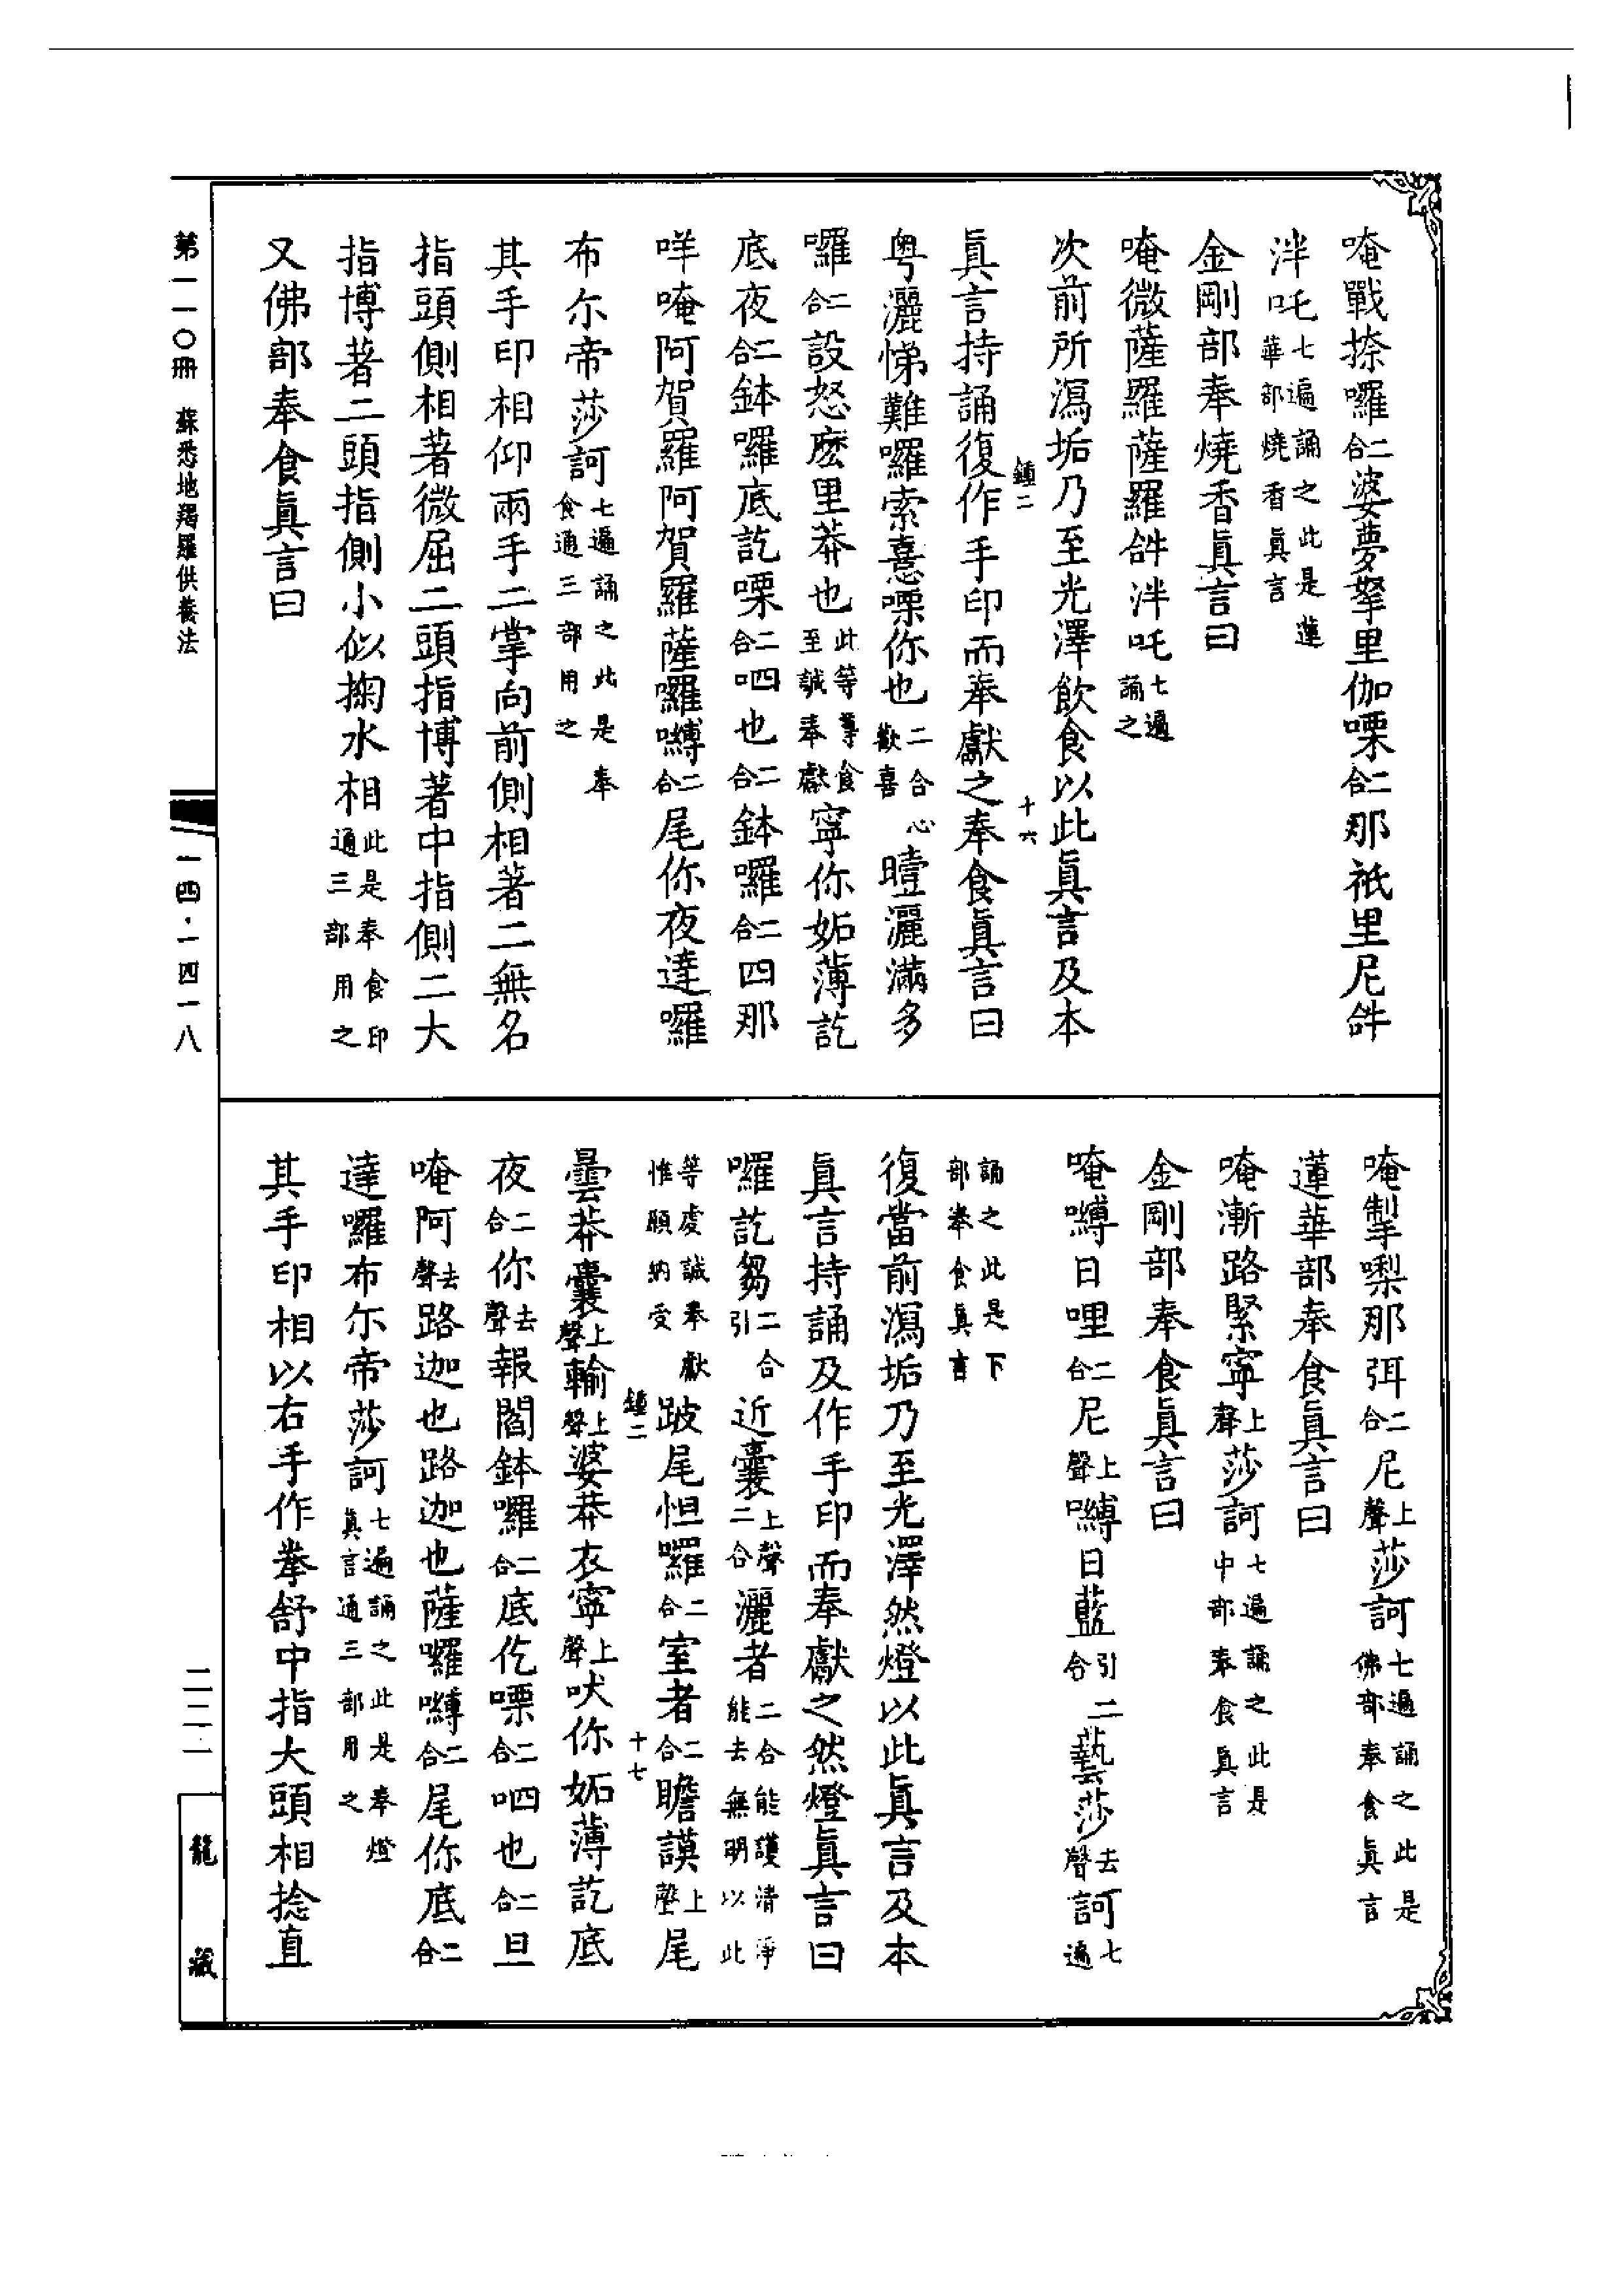 唵戰捺囉二合婆夢拏里伽㗚二合那祇里尼𤙖
泮吒七遍誦之此是蓮華部燒香真言
金剛部奉燒香眞言曰
唵微薩羅薩羅𤙖泮吒七遍誦之
次前所瀉垢乃至光澤飲食以此眞言及本
眞言持誦復作手印而奉獻之奉食眞言曰
鍾二 十六
粤灑悌難囉索憙㗚你也二合心歡喜曀灑滿多
囉二合設怒麽里莽也此等尊食至誠奉獻寧你妬薄訖
底夜二合鉢囉底訖㗚二合呬也二合鉢囉二合四那
咩唵阿賀羅阿賀羅薩囉嚩二合尾你夜達囉
布尔帝莎訶七遍誦之此是奉食通三部用之
其手印相仰兩手二掌向前側相著二無名
指頭側相著微屈二頭指博著中指側二大
指博著二頭指側小似掬水相此是奉食印通三部用之
又佛部奉食眞言曰
唵掣㘑那弭二合尼上聲莎訶七遍誦之此是佛部奉食眞言
蓮華部奉食眞言曰
唵漸路緊寧上聲莎訶七遍誦之此是中部奉食眞言
金剛部奉食眞言曰
唵嚩日哩二合尼上聲嚩日藍引二合藝莎去聲訶七遍
誦之此是下部奉食眞言
復當前瀉垢乃至光澤然燈以此眞言及本
眞言持誦及作手印而奉獻之然燈眞言曰
囉訖芻二合引近囊上聲二合灑者二合能護清淨能去無明以此
等虔誠奉獻惟願納受跛尾怛囉二合室者二合瞻謨上聲尾
鍾二 十七
曇莽囊上聲輸上聲婆莽衣寧上聲吠你妬薄訖底
夜二合你去聲報閻鉢囉二合底仡㗚二合呬也二合旦
唵阿去聲路迦也路迦也薩囉嚩二合尾你底二合
達囉布尔帝莎訶七遍誦之此是奉燈眞言通三部用之
其手印相以右手作拳舒中指大頭相捻直
第一一〇冊 蘇悉地羯羅供養法
一四·一四一八
二二二
龍藏